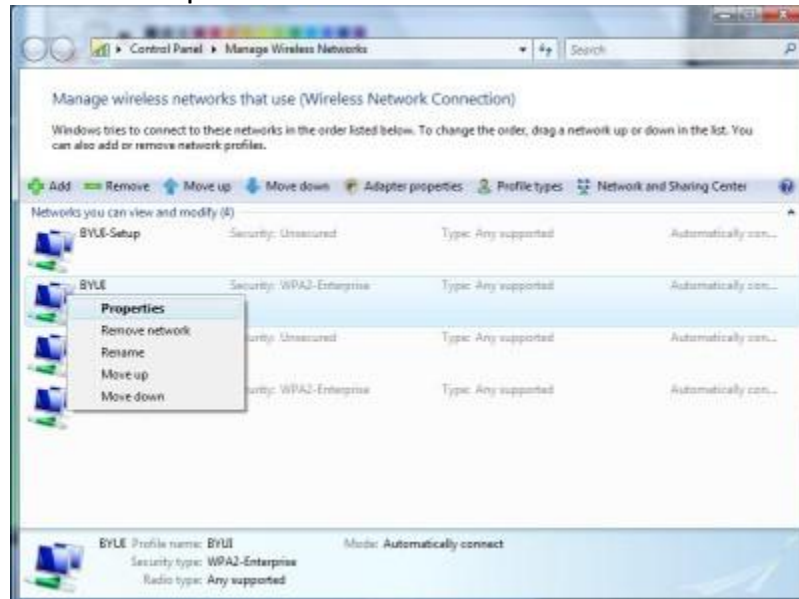 Control Panel ▸ Manage Wireless Networks Search
Manage wireless networks that use (Wireless Network Connection)
Windows tries to connect to these networks in the order listed below. To change the order, drag a network up or down in the list. You
can also add or remove network profiles.
Add Remove Move up Move down Adapter properties Profile types Network and Sharing Center
Networks you can view and modify (4)
BYUI-Setup Security: Unsecured Type: Any supported Automatically con...
BYUI Security: WPA2-Enterprise Type: Any supported Automatically con...
Properties
Remove network
urity: Unsecured Type: Any supported Automatically con...
Rename
Move up
urity: WPA2-Enterprise Type: Any supported Automatically con...
Move down
BYUI Profile name: BYUI Mode: Automatically connect
Security type: WPA2-Enterprise
Radio type: Any supported